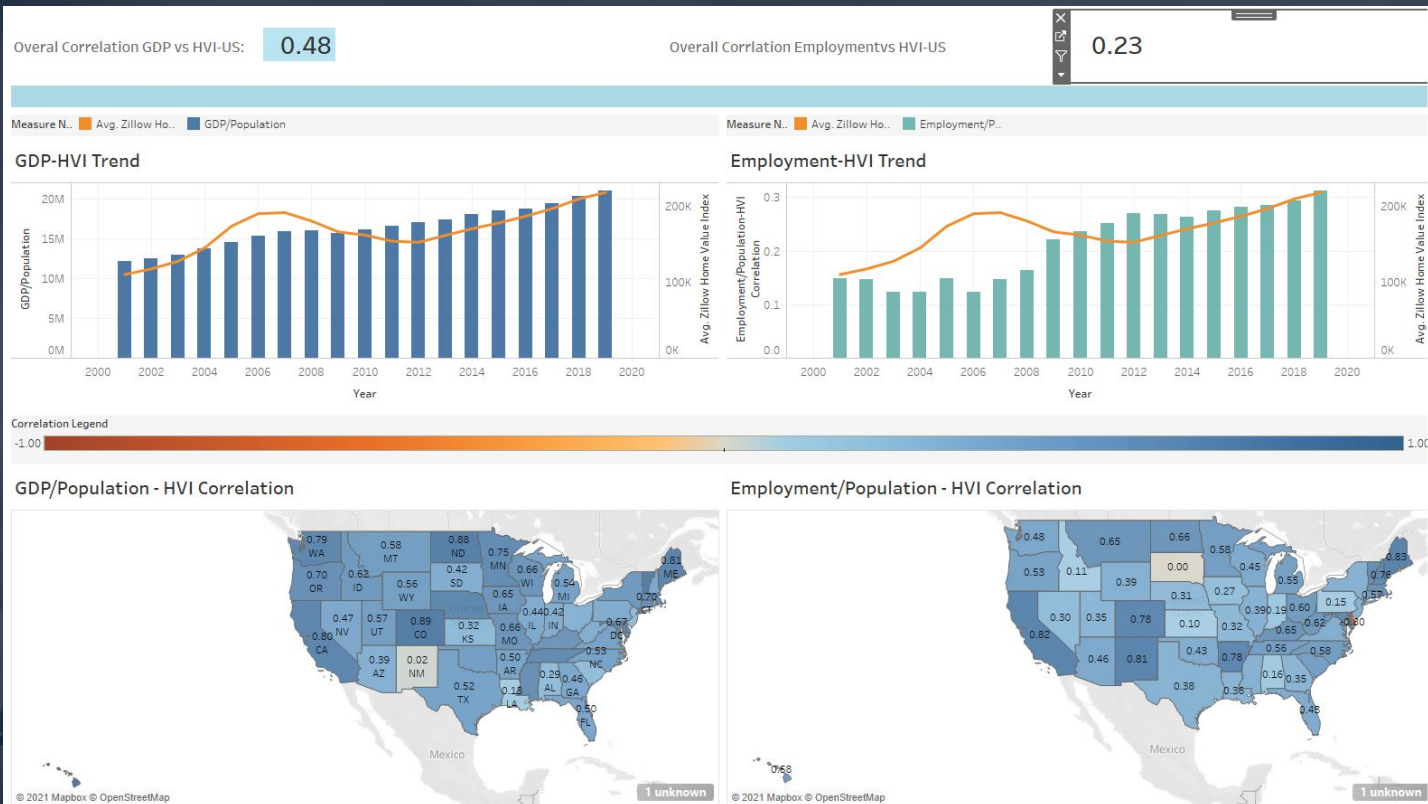 Overal Correlation GDP vs HVI-US: 0.48
Overall Corrlation Employmentvs HVI-US 0.23
Measure N.. Avg. Zillow Ho.. GDP/Population
Measure N.. Avg. Zillow Ho.. Employment/P..
GDP-HVI Trend
20M
15M
10M
5M
0M
GDP/Population
200K
100K
0K
Avg. Zillow Home Value Index
2000 2002 2004 2006 2008 2010 2012 2014 2016 2018 2020
Year
Employment-HVI Trend
0.3
0.2
0.1
0.0
Employment/Population-HVI
Correlation
200K
100K
0K
Avg. Zillow Home Value Index
2000 2002 2004 2006 2008 2010 2012 2014 2016 2018 2020
Year
Correlation Legend
-1.00 1.00
GDP/Population - HVI Correlation
0.79
WA
0.58
MT
0.88
ND
0.75
MN
0.81
ME
0.70
OR
0.62
ID
0.42
SD
0.66
WI
0.54
MI
0.56
WY
0.65
IA
0.70
CT
0.47
NV
0.57
UT
0.89
CO
United
0.32
KS
0.66
MO
0.44
IL
0.42
IN
0.67
DC
0.80
CA
0.39
AZ
0.02
NM
0.50
AR
0.53
NC
0.52
TX
0.18
LA
0.29
AL
0.46
GA
0.50
FL
Mexico
© 2021 Mapbox © OpenStreetMap
1 unknown
Employment/Population - HVI Correlation
0.48
0.65
0.66
0.58
0.83
0.53
0.11
0.00
0.45
0.55
0.76
0.39
0.31
0.27
0.15
0.57
0.30
0.35
0.78
0.10
0.32
0.39
0.19
0.60
0.62
-0.80
0.82
0.65
0.46
0.81
0.43
0.78
0.56
0.58
0.38
0.36
0.16
0.35
0.43
0.58
Mexico
© 2021 Mapbox © OpenStreetMap
1 unknown